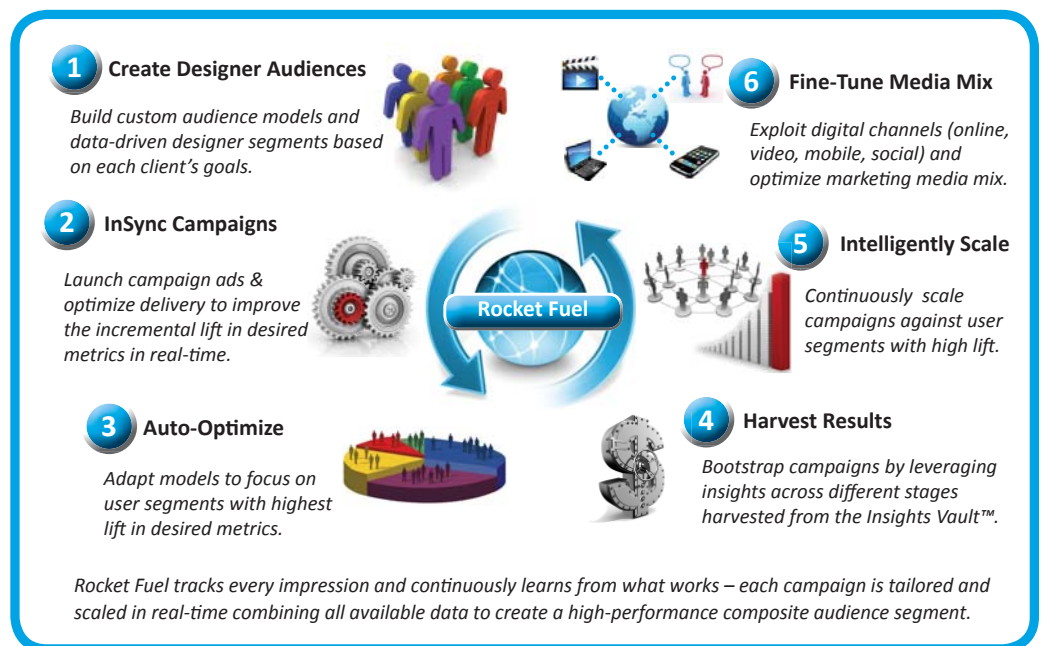 1
Create Designer Audiences
Build custom audience models and
data-driven designer segments based
on each client's goals.
2
InSync Campaigns
Launch campaign ads &
optimize delivery to improve
the incremental lift in desired
metrics in real-time.
3
Auto-Optimize
Adapt models to focus on
user segments with highest
lift in desired metrics.
Rocket Fuel
4
Harvest Results
Bootstrap campaigns by leveraging
insights across different stages
harvested from the Insights Vault™.
5
Intelligently Scale
Continuously scale
campaigns against user
segments with high lift.
6
Fine-Tune Media Mix
Exploit digital channels (online,
video, mobile, social) and
optimize marketing media mix.
Rocket Fuel tracks every impression and continuously learns from what works – each campaign is tailored and
scaled in real-time combining all available data to create a high-performance composite audience segment.